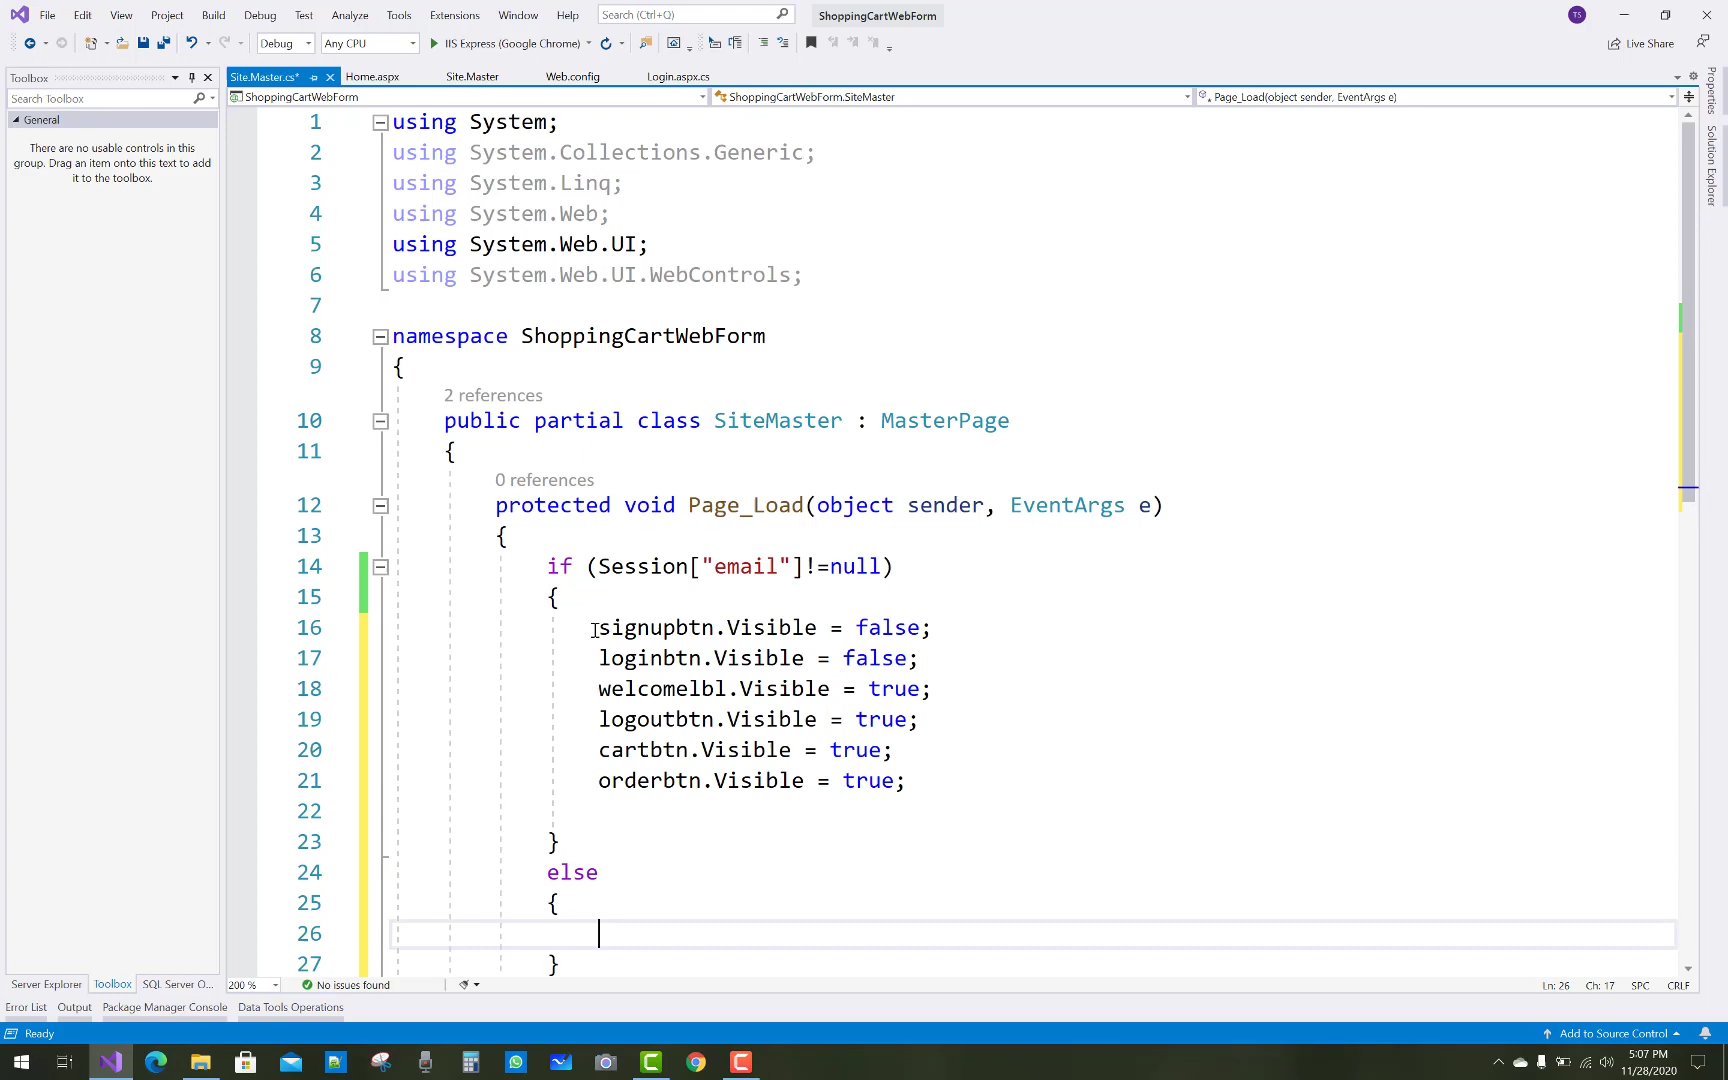 File Edit View Project Build Debug Test Analyze Tools Extensions Window Help Search (Ctrl+Q) ShoppingCartWebForm TS
Debug Any CPU IIS Express (Google Chrome) Live Share
Toolbox
Site.Master.cs* Home.aspx Site.Master Web.config Login.aspx.cs
Search Toolbox
ShoppingCartWebForm ShoppingCartWebForm.SiteMaster Page_Load(object sender, EventArgs e)
General
There are no usable controls in this
group. Drag an item onto this text to add
it to the toolbox.
Properties
Solution Explorer
1 using System;
2 using System.Collections.Generic;
3 using System.Linq;
4 using System.Web;
5 using System.Web.UI;
6 using System.Web.UI.WebControls;
7
8 namespace ShoppingCartWebForm
9 {
2 references
10 public partial class SiteMaster : MasterPage
11 {
0 references
12 protected void Page_Load(object sender, EventArgs e)
13 {
14 if (Session["email"]!=null)
15 {
16 signupbtn.Visible = false;
17 loginbtn.Visible = false;
18 welcomelbl.Visible = true;
19 logoutbtn.Visible = true;
20 cartbtn.Visible = true;
21 orderbtn.Visible = true;
22
23 }
24 else
25 {
26
27 }
Server Explorer Toolbox SQL Server O... 200 % No issues found Ln: 26 Ch: 17 SPC CRLF
Error List Output Package Manager Console Data Tools Operations
Ready Add to Source Control
5:07 PM
11/28/2020